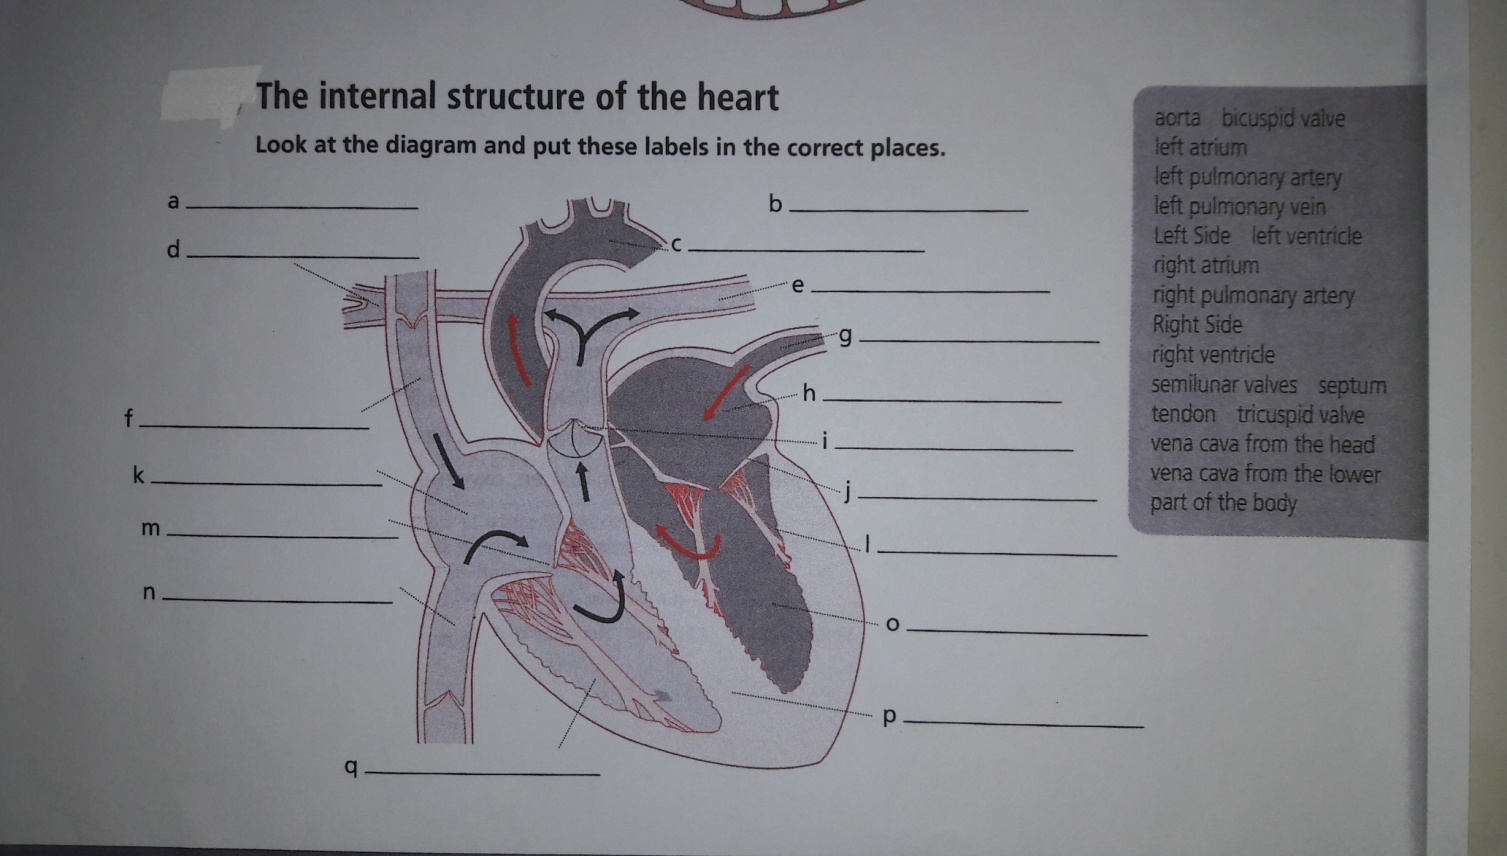 The internal structure of the heart
Look at the diagram and put these labels in the correct places.
a
b
d
c
e
g
h
f
i
k
j
m
l
n
o
p
q
aorta bicuspid valve
left atrium
left pulmonary artery
left pulmonary vein
Left Side left ventricle
right atrium
right pulmonary artery
Right Side
right ventricle
semilunar valves septum
tendon tricuspid valve
vena cava from the head
vena cava from the lower
part of the body